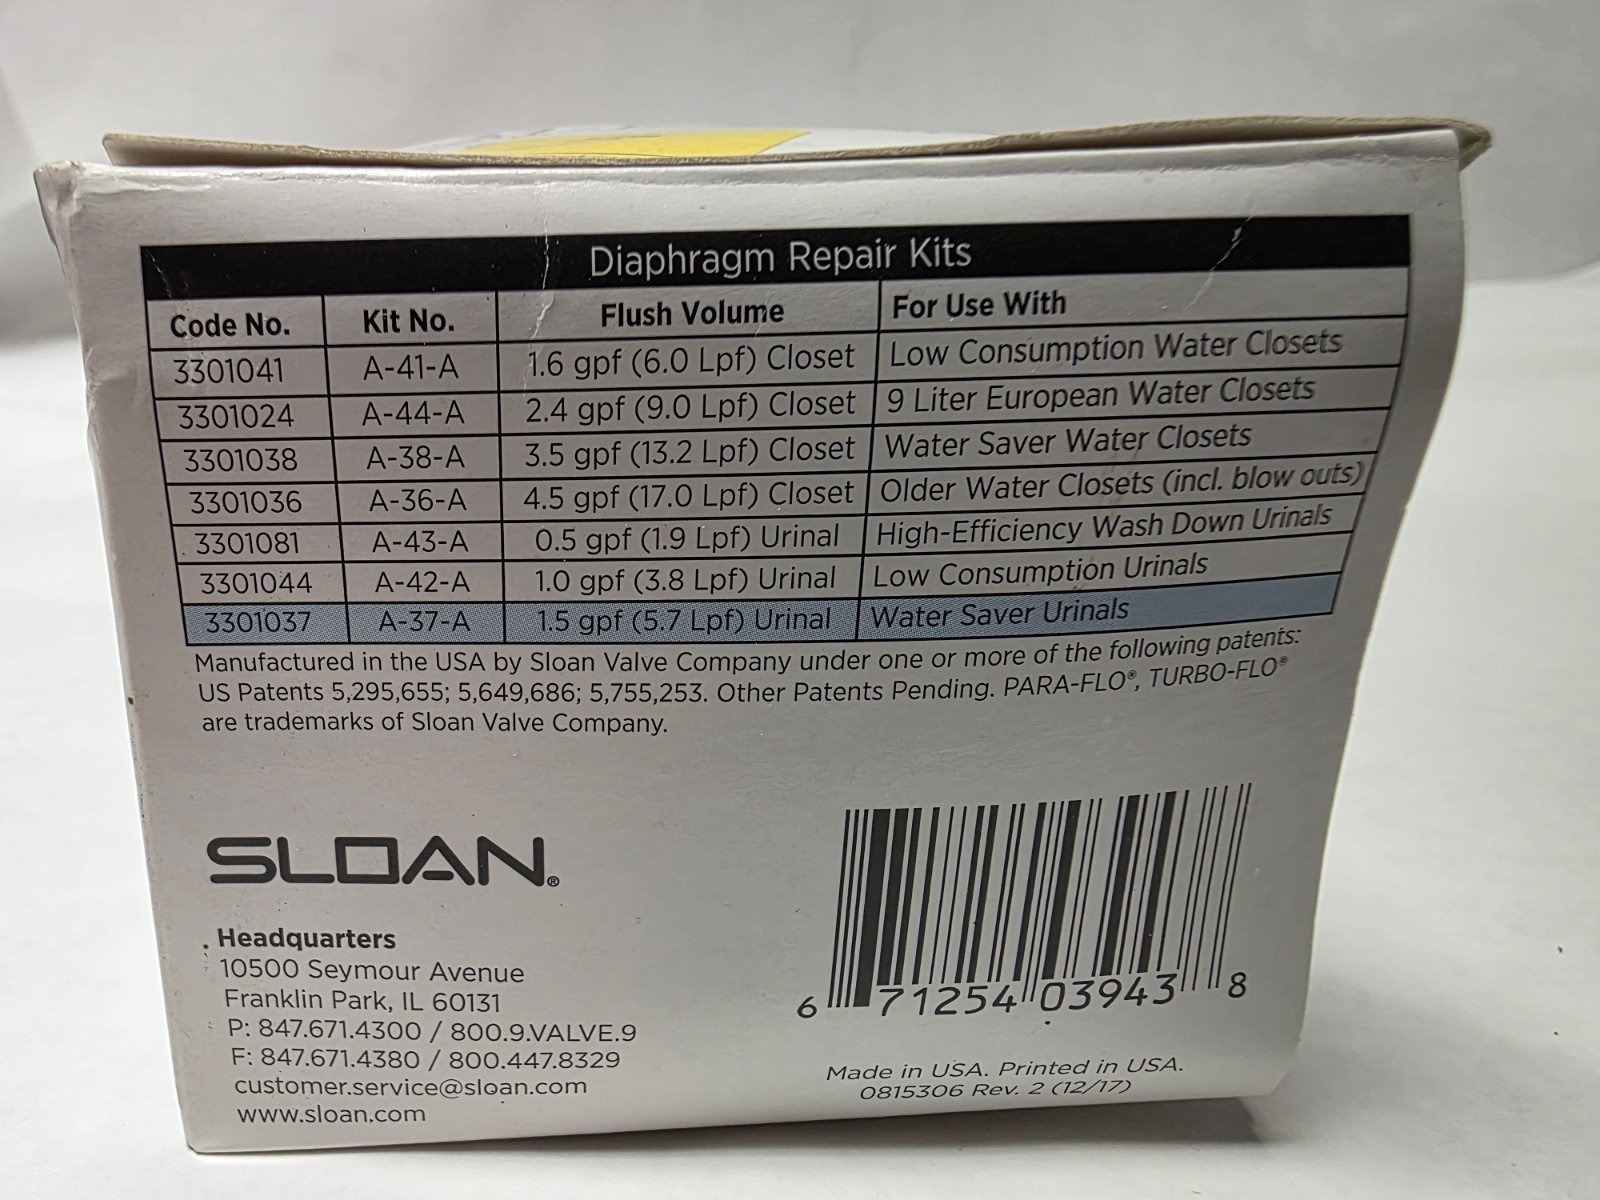 Diaphragm Repair Kits
Code No. Kit No. Flush Volume For Use With
3301041 A-41-A 1.6 gpf (6.0 Lpf) Closet Low Consumption Water Closets
3301024 A-44-A 2.4 gpf (9.0 Lpf) Closet 9 Liter European Water Closets
3301038 A-38-A 3.5 gpf (13.2 Lpf) Closet Water Saver Water Closets
3301036 A-36-A 4.5 gpf (17.0 Lpf) Closet Older Water Closets (incl. blow outs)
3301081 A-43-A 0.5 gpf (1.9 Lpf) Urinal High-Efficiency Wash Down Urinals
3301044 A-42-A 1.0 gpf (3.8 Lpf) Urinal Low Consumption Urinals
3301037 A-37-A 1.5 gpf (5.7 Lpf) Urinal Water Saver Urinals
Manufactured in the USA by Sloan Valve Company under one or more of the following patents:
US Patents 5,295,655; 5,649,686; 5,755,253. Other Patents Pending. PARA-FLO®, TURBO-FLO®
are trademarks of Sloan Valve Company.
SLOAN®
Headquarters
10500 Seymour Avenue
Franklin Park, IL 60131
P: 847.671.4300 / 800.9.VALVE.9
F: 847.671.4380 / 800.447.8329
customer.service@sloan.com
www.sloan.com
6 71254 03943 8
Made in USA. Printed in USA.
0815306 Rev. 2 (12/17)